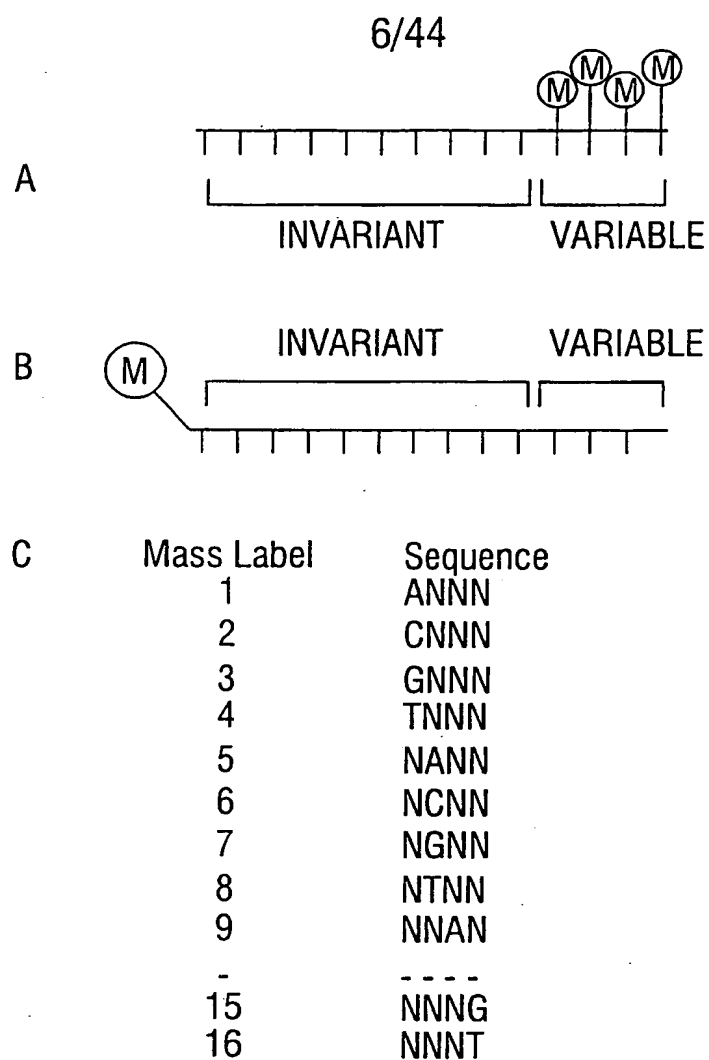 6/44
M M M M
A
INVARIANT VARIABLE
INVARIANT VARIABLE
B M
C Mass Label Sequence
1 ANNN
2 CNNN
3 GNNN
4 TNNN
5 NANN
6 NCNN
7 NGNN
8 NTNN
9 NNAN
- ----
15 NNNG
16 NNNT